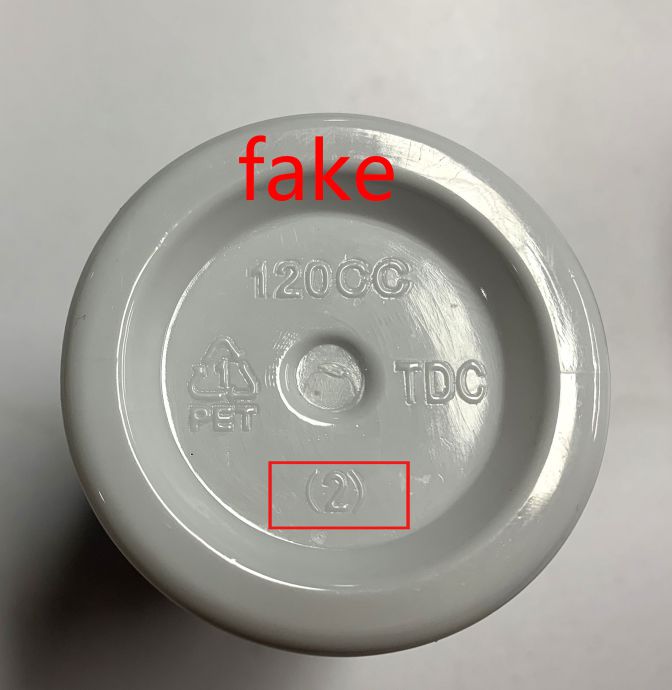 fake
120CC
1
PET
TDC
(2)